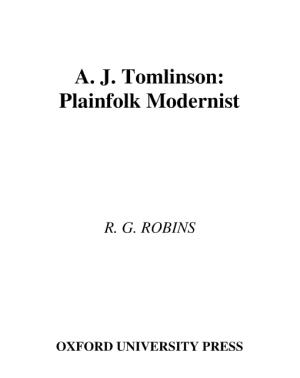 A. J. Tomlinson:
Plainfolk Modernist
R. G. ROBINS
OXFORD UNIVERSITY PRESS